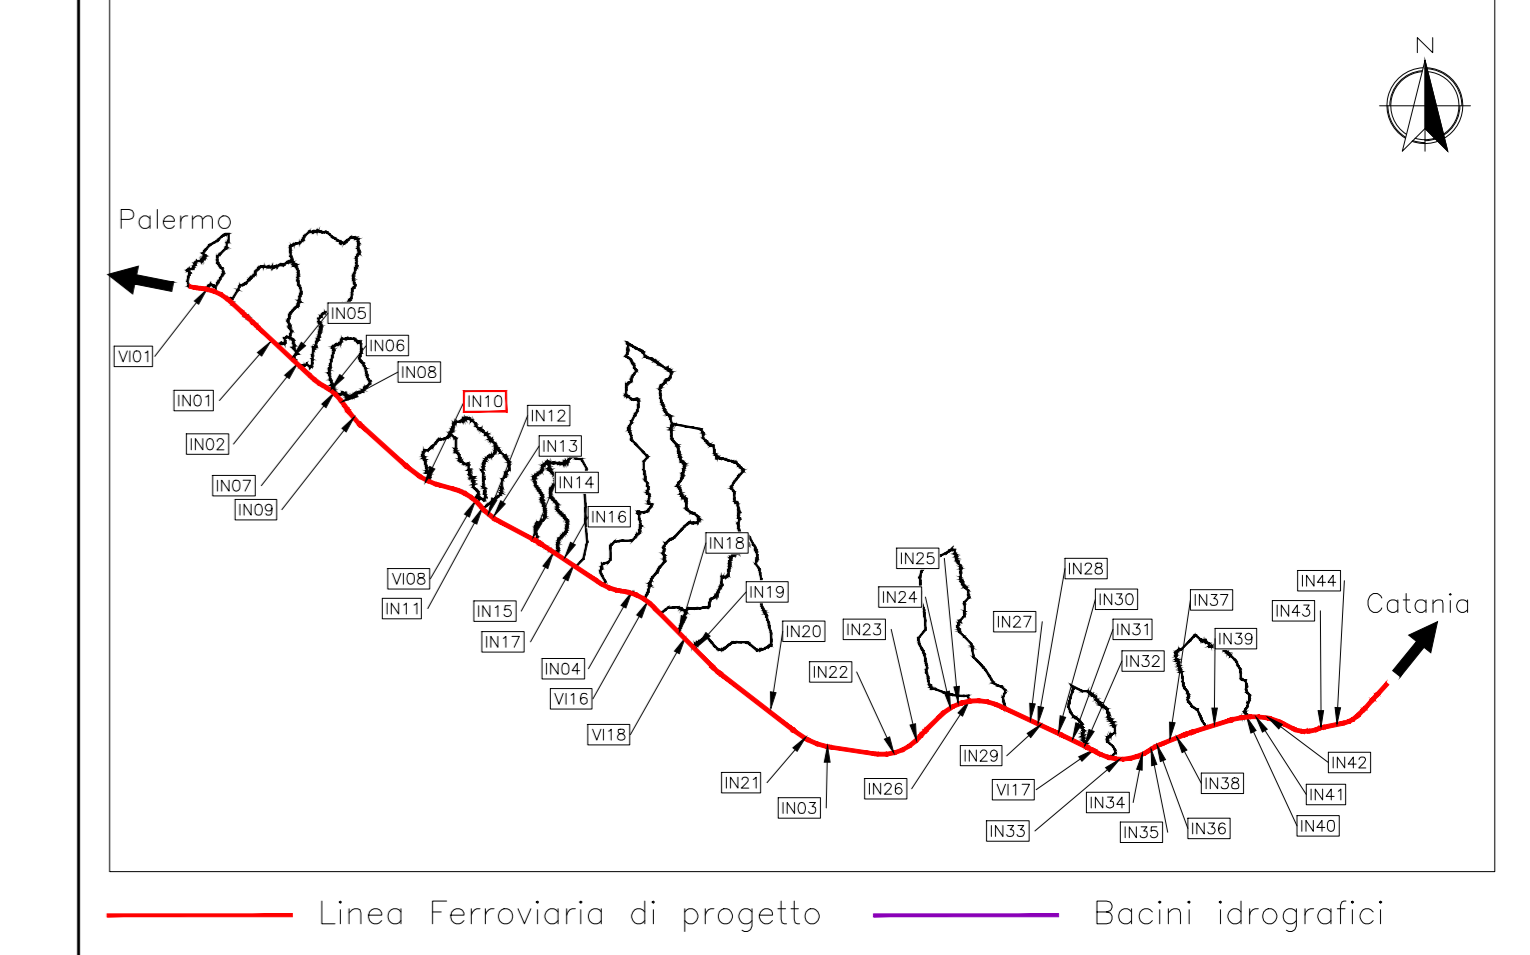 N
Palermo
IN05
VI01
IN06
IN08
IN01
IN10
IN12
IN02
IN13
IN07
IN14
IN09
IN16
IN18
IN25
IN28
VI08
IN44
IN19
IN24
IN30
IN37
Catania
IN11
IN15
IN43
IN27
IN20
IN23
IN31
IN39
IN17
IN32
IN04
IN22
VI16
VI18
IN29
IN42
IN21
IN38
IN26
VI17
IN41
IN03
IN34
IN40
IN36
IN33
IN35
Linea Ferroviaria di progetto
Bacini idrografici